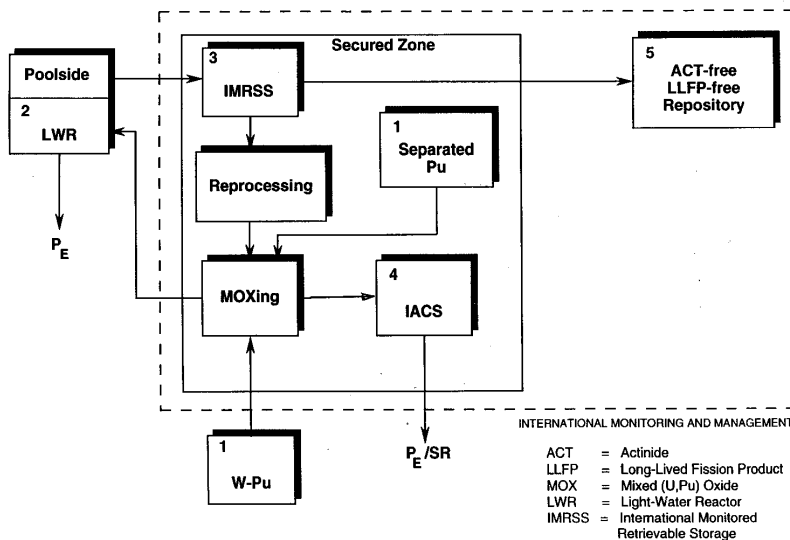 Secured Zone
Poolside
2
LWR
P_E
3
IMRSS
1
Separated
Pu
5
ACT-free
LLFP-free
Repository
Reprocessing
MOXing
4
IACS
1
W-Pu
P_E/SR
INTERNATIONAL MONITORING AND MANAGEMENT
ACT = Actinide
LLFP = Long-Lived Fission Product
MOX = Mixed (U,Pu) Oxide
LWR = Light-Water Reactor
IMRSS = International Monitored
Retrievable Storage